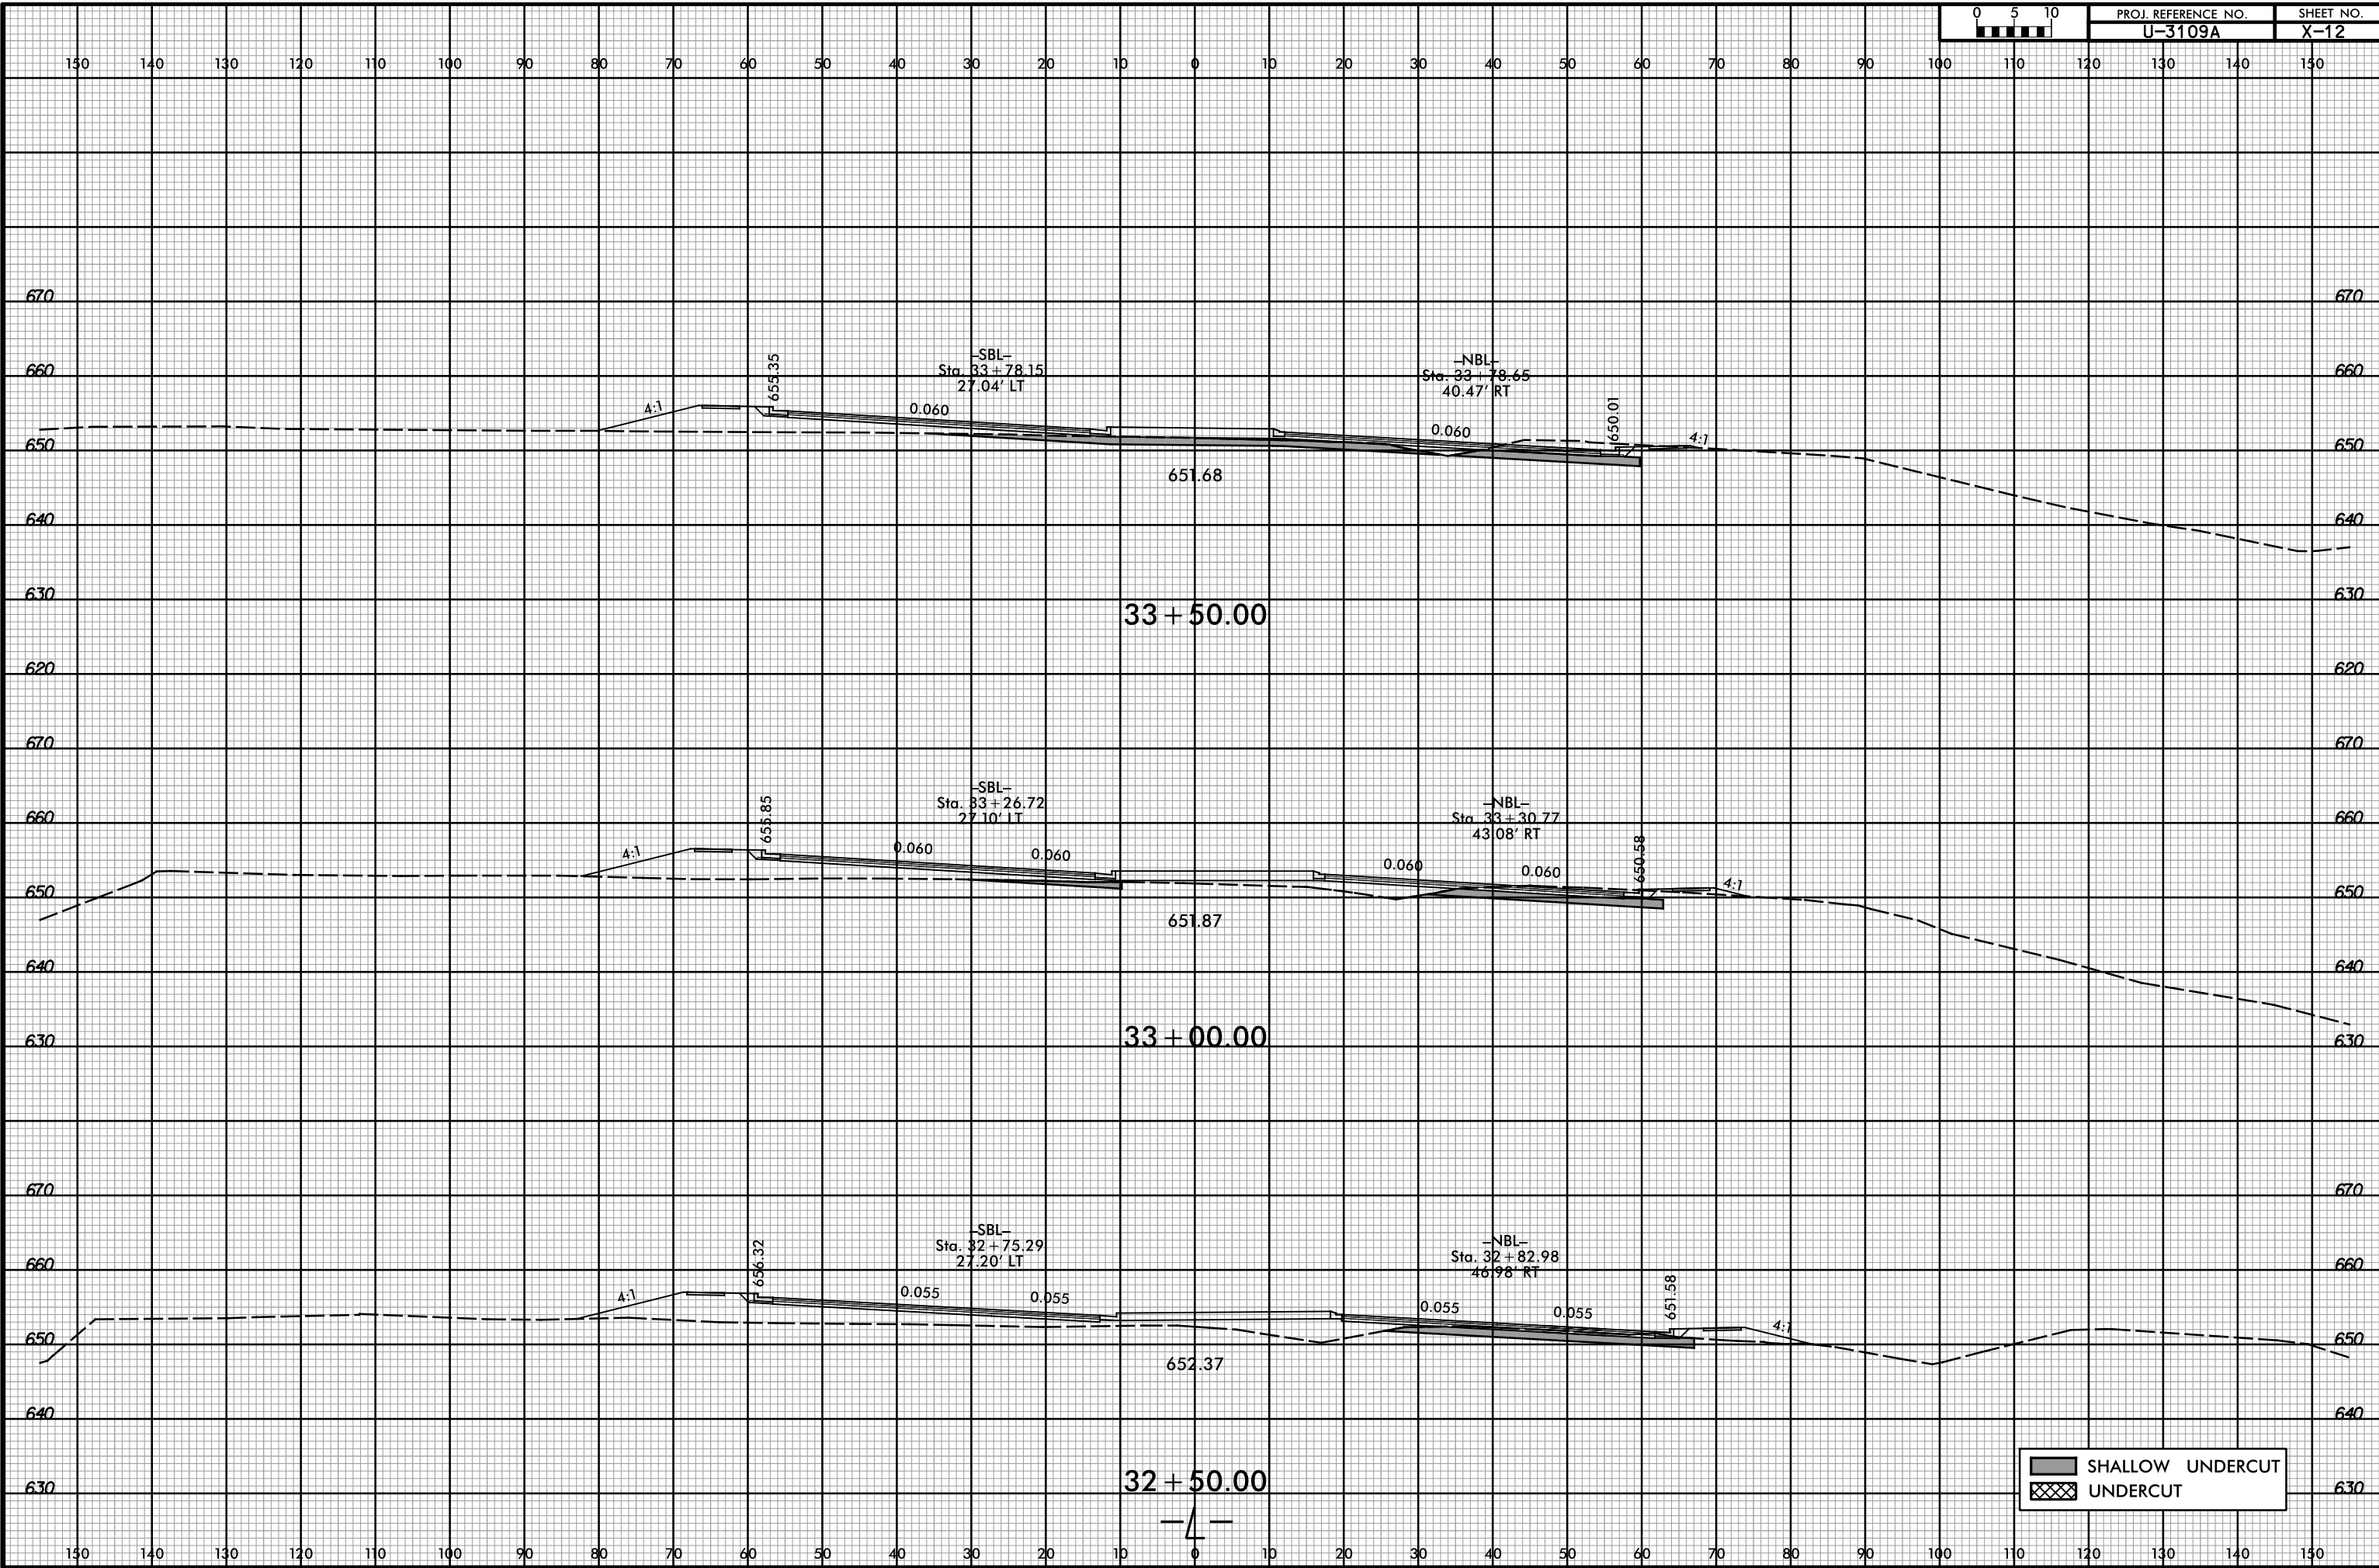 0 5 10
PROJ. REFERENCE NO. SHEET NO.
U-3109A X-12
150 140 130 120 110 100 90 80 70 60 50 40 30 20 10 0 10 20 30 40 50 60 70 80 90 100 110 120 130 140 150
670 670
-SBL-
Sta. 33+78.15
27.04' LT
-NBL-
Sta. 33+78.65
40.47' RT
660 660
655.35
650.01
4:1 0.060 0.060 4:1
650 650
651.68
640 640
630 630
33+50.00
620 620
670 670
-SBL-
Sta. 33+26.72
27.10' LT
-NBL-
Sta. 33+30.77
43.08' RT
660 660
655.85
650.58
4:1 0.060 0.060 0.060 0.060 4:1
650 650
651.87
640 640
33+00.00
630 630
670 670
-SBL-
Sta. 32+75.29
27.20' LT
-NBL-
Sta. 32+82.98
46.98' RT
660 660
656.32
651.58
4:1 0.055 0.055 0.055 0.055 4:1
650 650
652.37
640 640
32+50.00
630 630
SHALLOW UNDERCUT
UNDERCUT
-L-
150 140 130 120 110 100 90 80 70 60 50 40 30 20 10 0 10 20 30 40 50 60 70 80 90 100 110 120 130 140 150